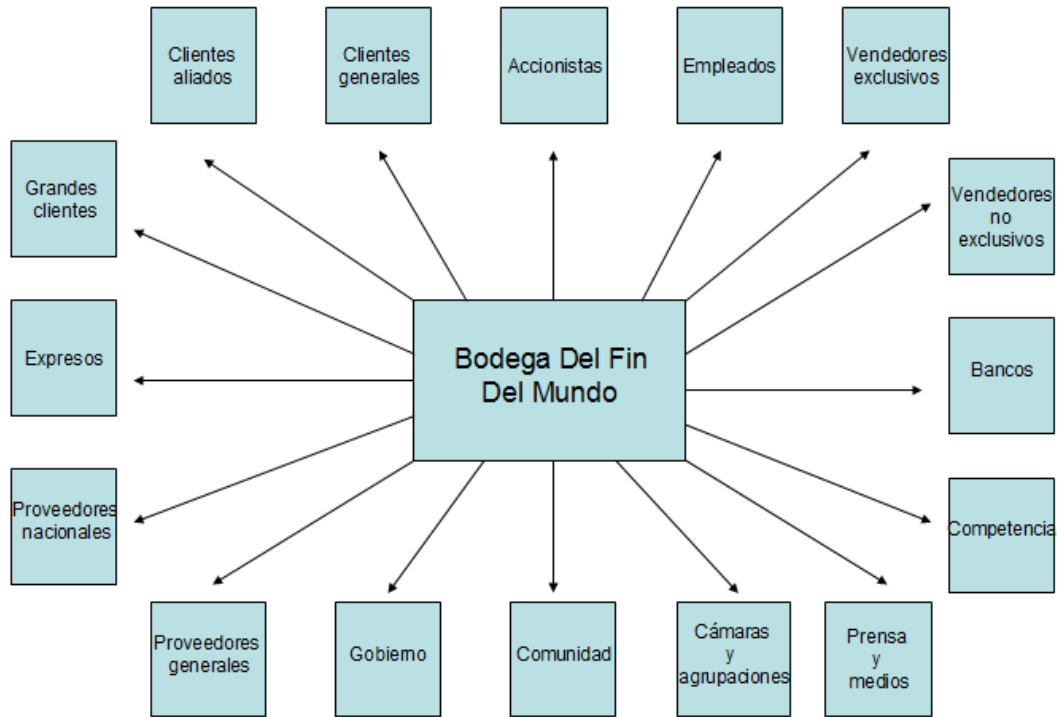 Clientes
aliados
Clientes
generales
Accionistas
Empleados
Vendedores
exclusivos
Grandes
clientes
Vendedores
no
exclusivos
Expresos
Bodega Del Fin
Del Mundo
Bancos
Proveedores
nacionales
Competencia
Proveedores
generales
Gobierno
Comunidad
Cámaras
y
agrupaciones
Prensa
y
medios